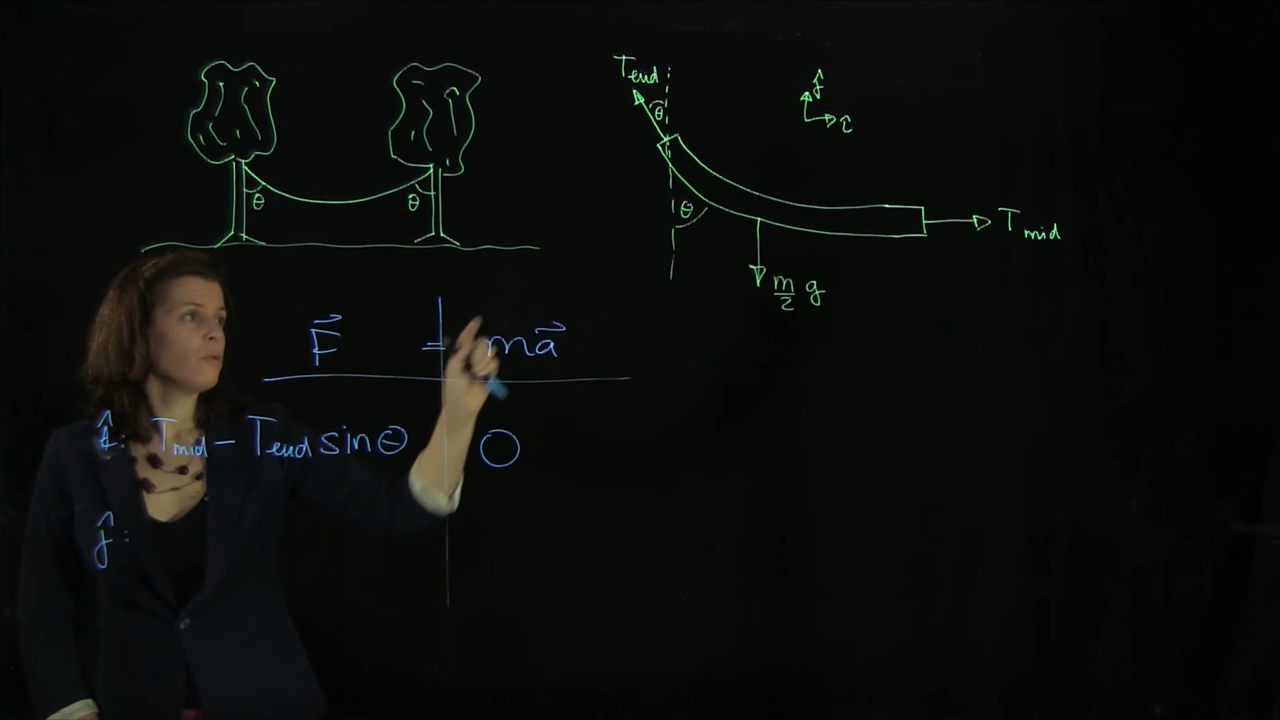 T_end
θ
ĵ
î
θ θ
θ
T_mid
m/2 g
F⃗ = ma⃗
î: T_mid - T_end sin θ 0
ĵ: